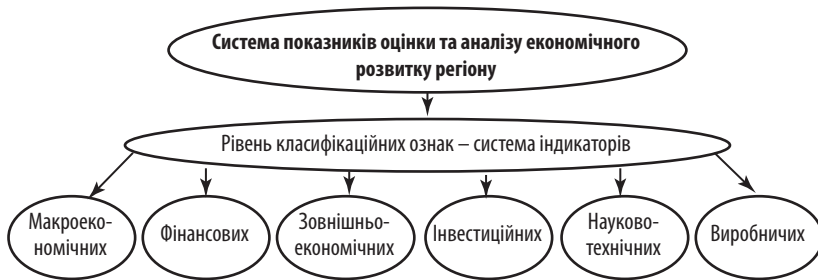 Система показників оцінки та аналізу економічного
розвитку регіону
Рівень класифікаційних ознак – система індикаторів
Макроеко-
номічних
Фінансових
Зовнішньо-
економічних
Інвестиційних
Науково-
технічних
Виробничих